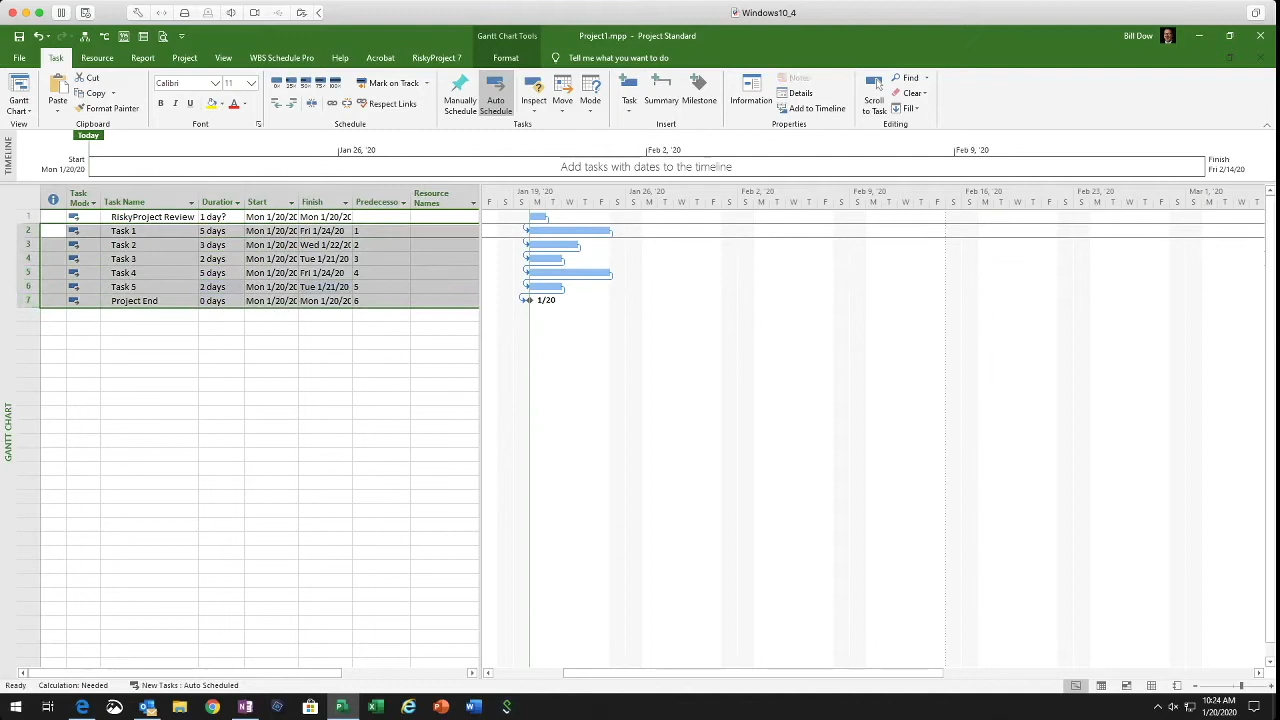 Windows10_4
Gantt Chart Tools
Project1.mpp - Project Standard
Bill Dow
File Task Resource Report Project View WBS Schedule Pro Help Acrobat RiskyProject 7 Format Tell me what you want to do
Gantt Chart
View
Paste
Cut
Copy
Format Painter
Clipboard
Calibri 11
B I U A
Font
Mark on Track
Respect Links
Schedule
Manually Schedule
Auto Schedule
Inspect
Move
Mode
Tasks
Task
Summary
Milestone
Insert
Information
Notes
Details
Add to Timeline
Properties
Scroll to Task
Find
Clear
Fill
Editing
Today
TIMELINE
Start
Mon 1/20/20
Jan 26, '20 Feb 2, '20 Feb 9, '20
Add tasks with dates to the timeline
Finish
Fri 2/14/20
Task Mode Task Name Duration Start Finish Predecesso Resource Names
1 RiskyProject Review 1 day? Mon 1/20/20 Mon 1/20/20
2 Task 1 5 days Mon 1/20/20 Fri 1/24/20 1
3 Task 2 3 days Mon 1/20/20 Wed 1/22/20 2
4 Task 3 2 days Mon 1/20/20 Tue 1/21/20 3
5 Task 4 5 days Mon 1/20/20 Fri 1/24/20 4
6 Task 5 2 days Mon 1/20/20 Tue 1/21/20 5
7 Project End 0 days Mon 1/20/20 Mon 1/20/20 6
Jan 19, '20 Jan 26, '20 Feb 2, '20 Feb 9, '20 Feb 16, '20 Feb 23, '20 Mar 1, '20
F S S M T W T F S S M T W T F S S M T W T F S S M T W T F S S M T W T F S S M T W T F S S M T W T
1/20
GANTT CHART
Ready Calculation: Needed New Tasks : Auto Scheduled
10:24 AM
1/20/2020